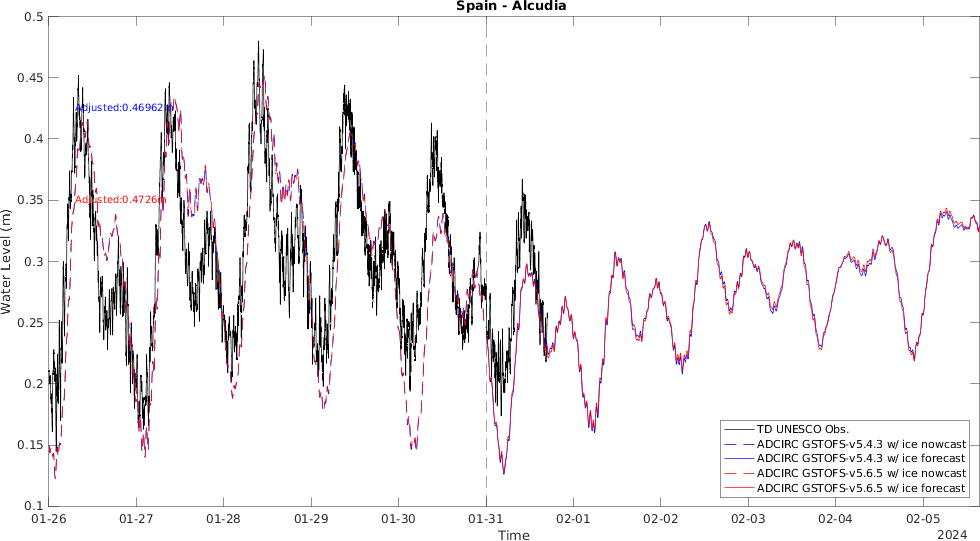 Spain - Alcudia
0.5
0.45
0.4
0.35
0.3
0.25
0.2
0.15
0.1
Water Level (m)
Adjusted:0.46962m
Adjusted:0.4726m
TD UNESCO Obs.
ADCIRC GSTOFS-v5.4.3 w/ ice nowcast
ADCIRC GSTOFS-v5.4.3 w/ ice forecast
ADCIRC GSTOFS-v5.6.5 w/ ice nowcast
ADCIRC GSTOFS-v5.6.5 w/ ice forecast
01-26 01-27 01-28 01-29 01-30 01-31 02-01 02-02 02-03 02-04 02-05
Time
2024